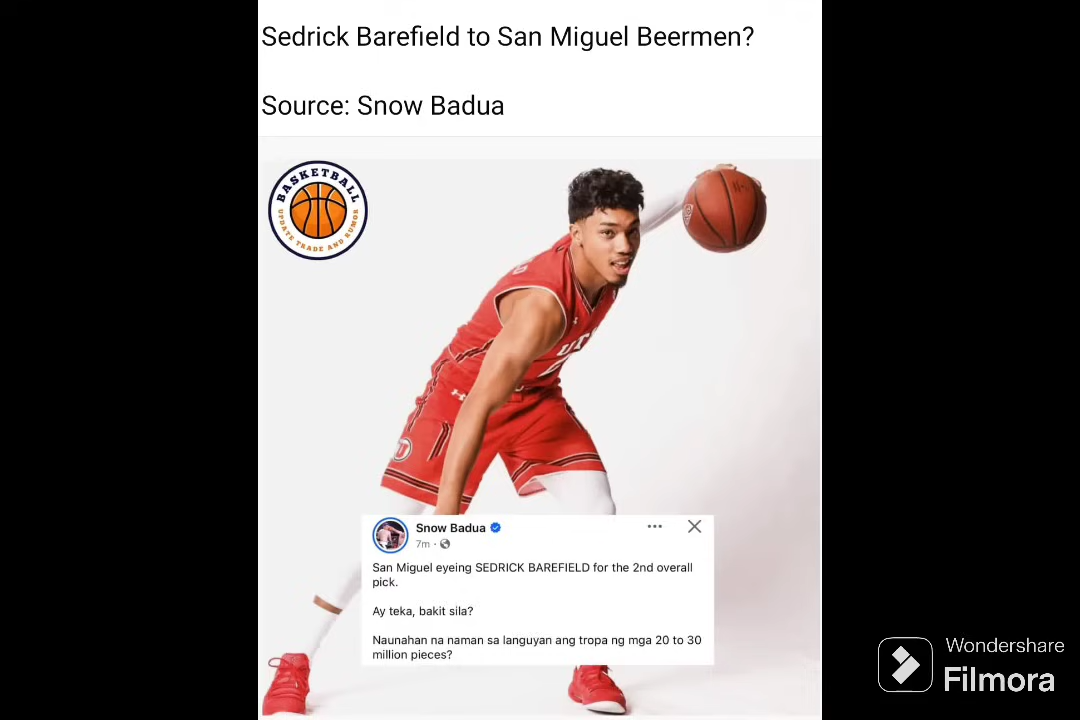 Sedrick Barefield to San Miguel Beermen?
Source: Snow Badua
BASKETBALL
UPDATE TRADE AND RUMOR
UT
U
Snow Badua
7m
San Miguel eyeing SEDRICK BAREFIELD for the 2nd overall
pick.
Ay teka, bakit sila?
Naunahan na naman sa languyan ang tropa ng mga 20 to 30
million pieces?
Wondershare
Filmora